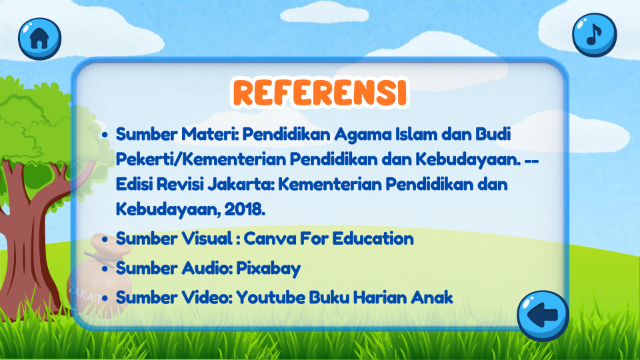 REFERENSI
• Sumber Materi: Pendidikan Agama Islam dan Budi
Pekerti/Kementerian Pendidikan dan Kebudayaan. --
Edisi Revisi Jakarta: Kementerian Pendidikan dan
Kebudayaan, 2018.
• Sumber Visual : Canva For Education
• Sumber Audio: Pixabay
• Sumber Video: Youtube Buku Harian Anak
ZAKAT